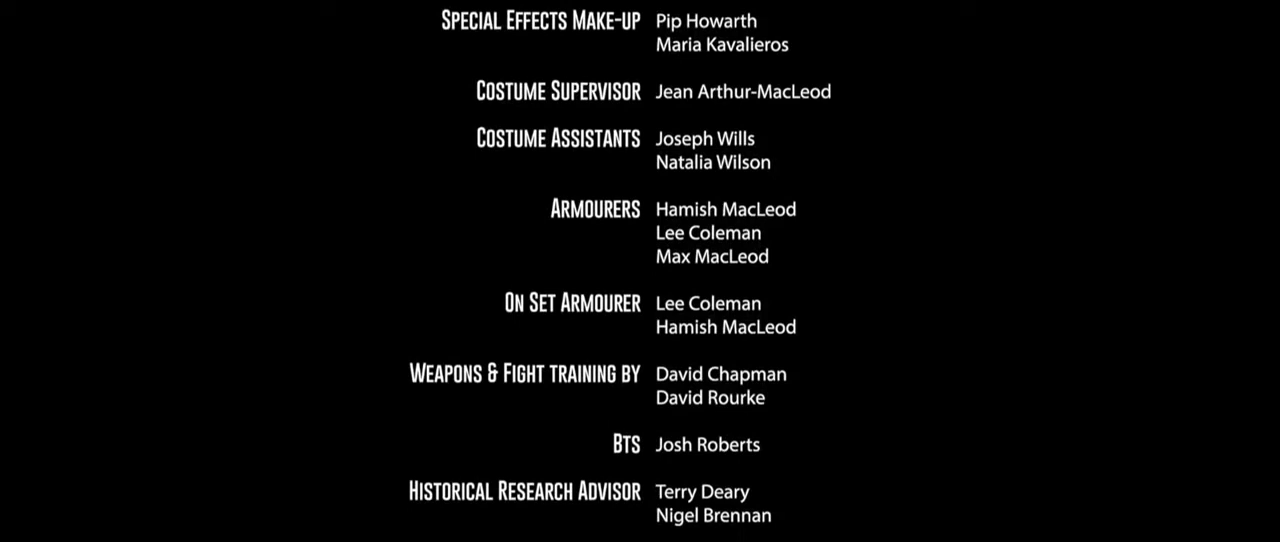 SPECIAL EFFECTS MAKE-UP Pip Howarth
Maria Kavalieros
COSTUME SUPERVISOR Jean Arthur-MacLeod
COSTUME ASSISTANTS Joseph Wills
Natalia Wilson
ARMOURERS Hamish MacLeod
Lee Coleman
Max MacLeod
ON SET ARMOURER Lee Coleman
Hamish MacLeod
WEAPONS & FIGHT TRAINING BY David Chapman
David Rourke
BTS Josh Roberts
HISTORICAL RESEARCH ADVISOR Terry Deary
Nigel Brennan